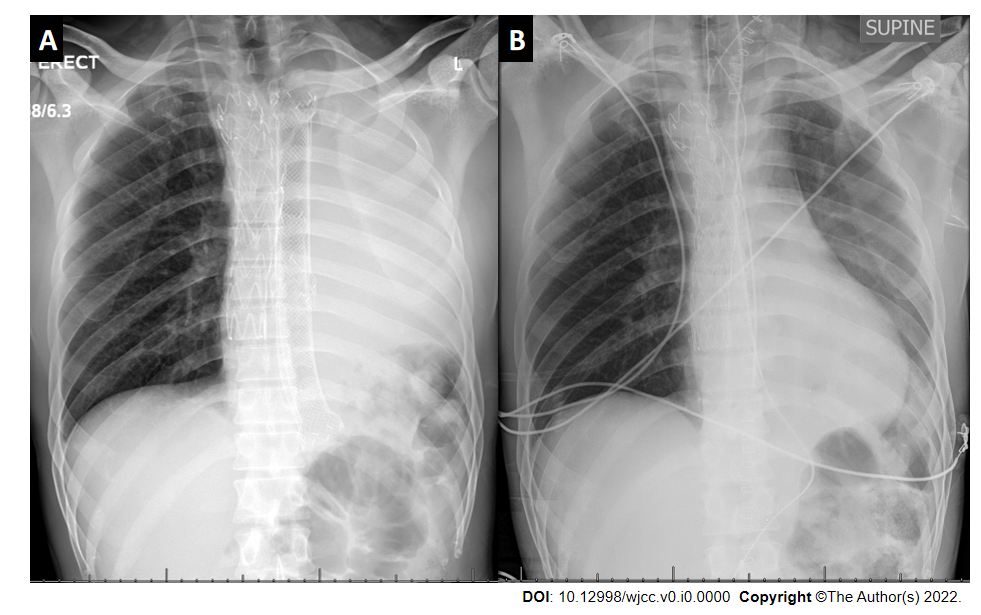 A
ERECT
L
8/6.3
B
SUPINE
DOI: 10.12998/wjcc.v0.i0.0000 Copyright ©The Author(s) 2022.